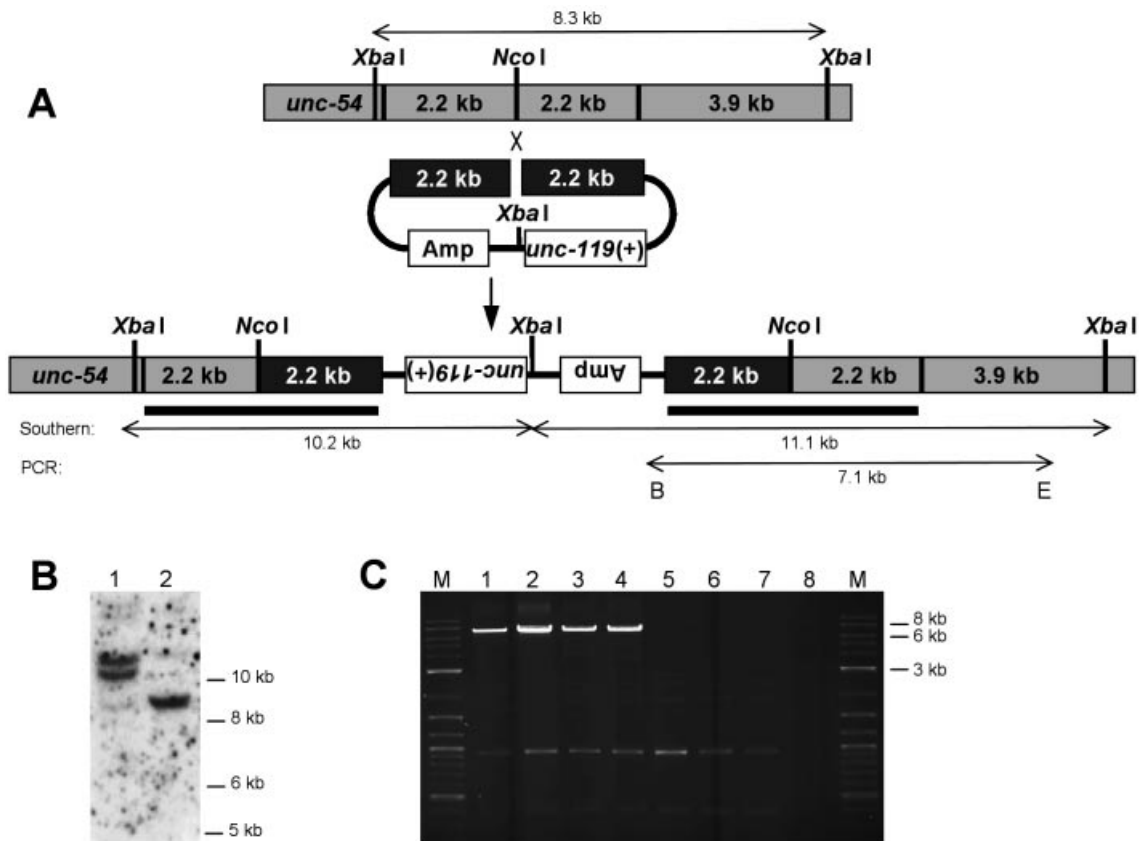 8.3 kb
XbaI NcoI XbaI
A
unc-54 2.2 kb 2.2 kb 3.9 kb
X
2.2 kb 2.2 kb
XbaI
Amp unc-119(+)
XbaI NcoI XbaI NcoI XbaI
unc-54 2.2 kb 2.2 kb unc-119(+) Amp 2.2 kb 2.2 kb 3.9 kb
Southern: 10.2 kb 11.1 kb
PCR: 7.1 kb
B E
B
1 2
10 kb
8 kb
6 kb
5 kb
C
M 1 2 3 4 5 6 7 8 M
8 kb
6 kb
3 kb